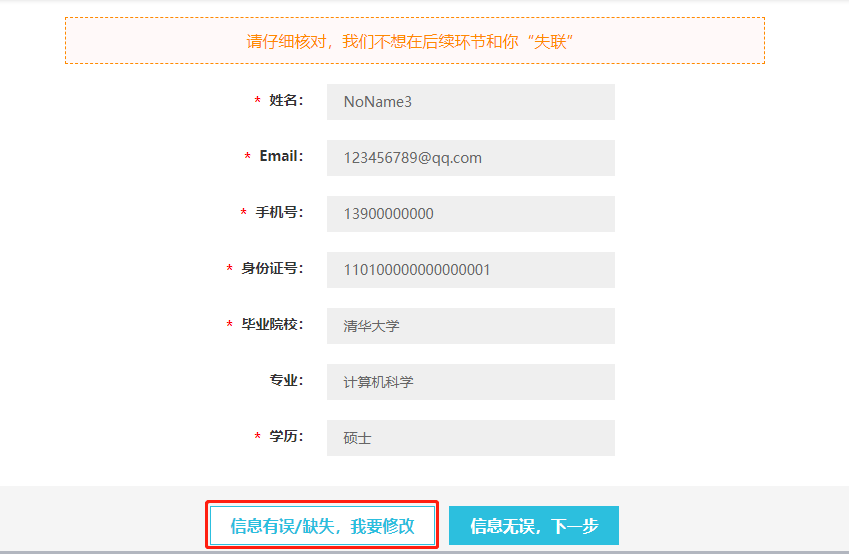 请仔细核对，我们不想在后续环节和你“失联”
* 姓名： NoName3
* Email： 123456789@qq.com
* 手机号： 13900000000
* 身份证号： 110100000000000001
* 毕业院校： 清华大学
专业： 计算机科学
* 学历： 硕士
信息有误/缺失，我要修改 信息无误，下一步